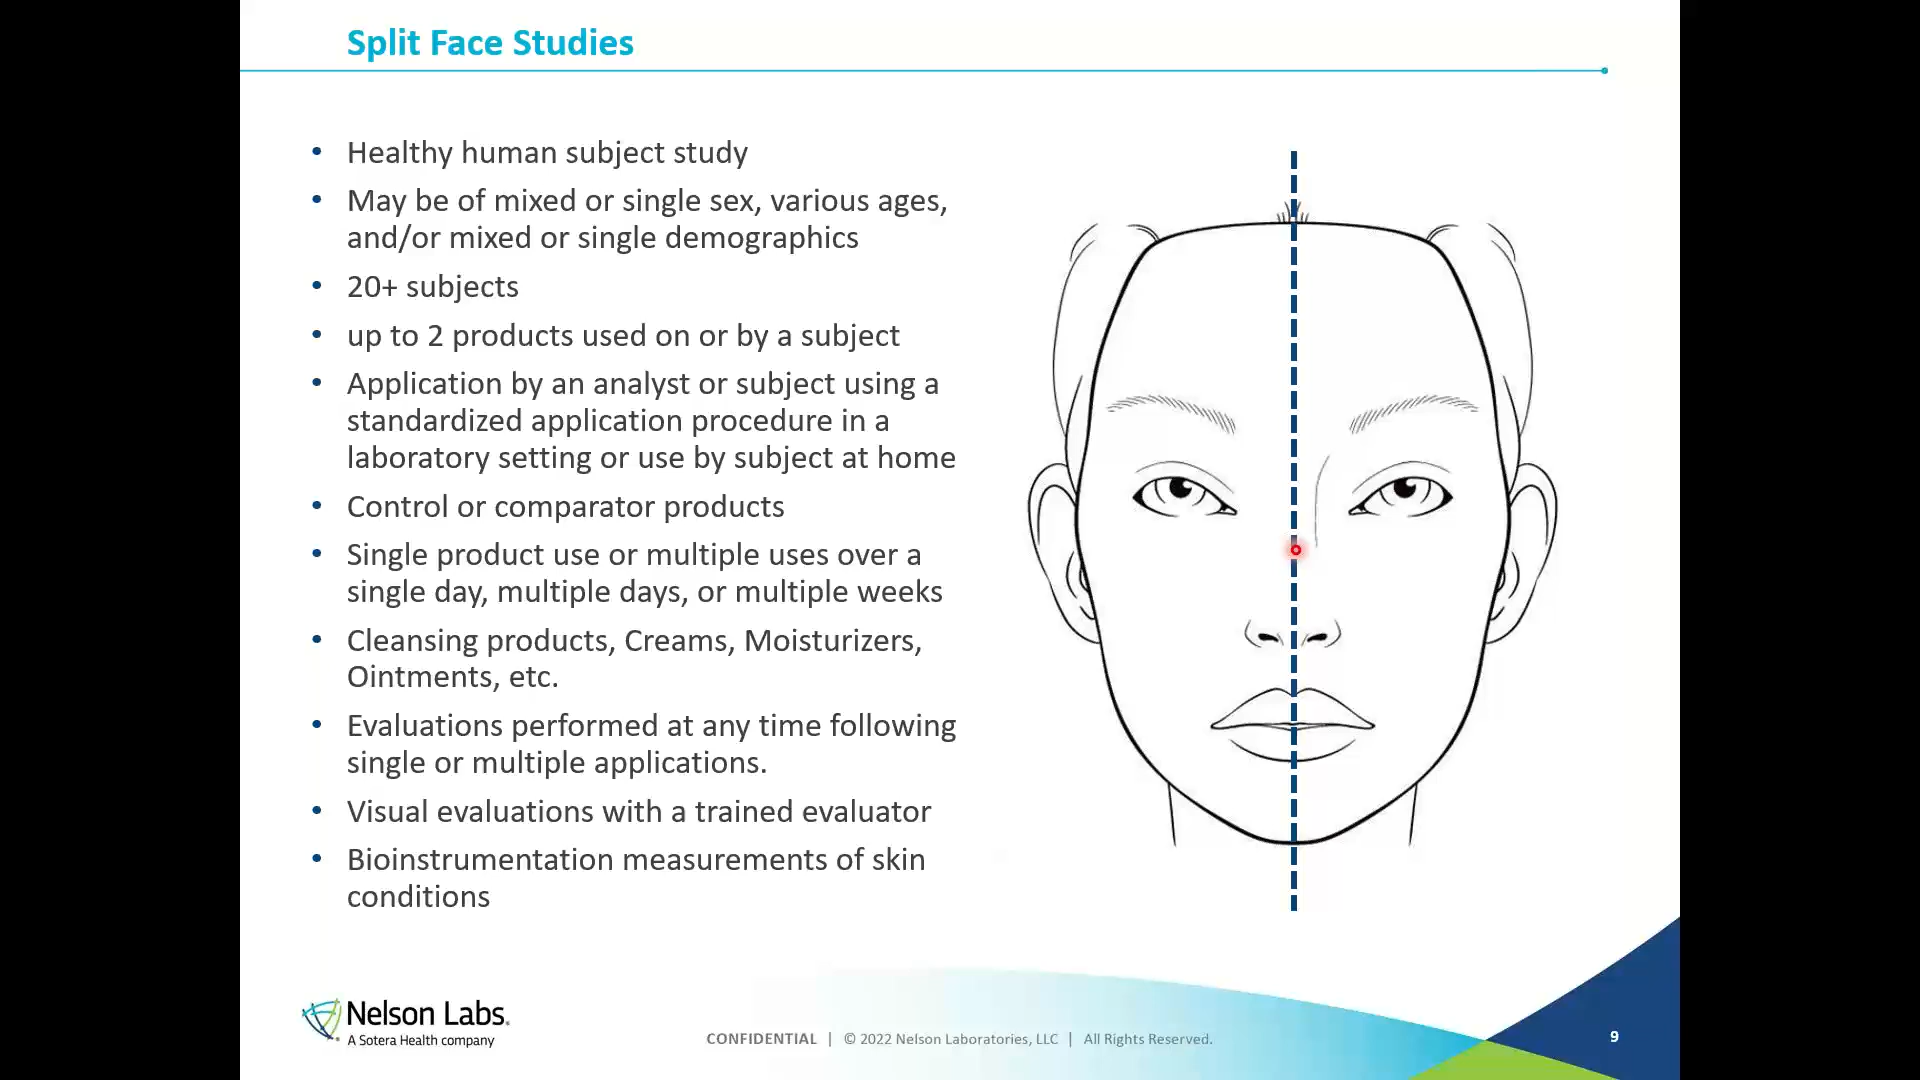 Split Face Studies
• Healthy human subject study
• May be of mixed or single sex, various ages,
and/or mixed or single demographics
• 20+ subjects
• up to 2 products used on or by a subject
• Application by an analyst or subject using a
standardized application procedure in a
laboratory setting or use by subject at home
• Control or comparator products
• Single product use or multiple uses over a
single day, multiple days, or multiple weeks
• Cleansing products, Creams, Moisturizers,
Ointments, etc.
• Evaluations performed at any time following
single or multiple applications.
• Visual evaluations with a trained evaluator
• Bioinstrumentation measurements of skin
conditions
Nelson Labs.
A Sotera Health company
CONFIDENTIAL | © 2022 Nelson Laboratories, LLC | All Rights Reserved.
9